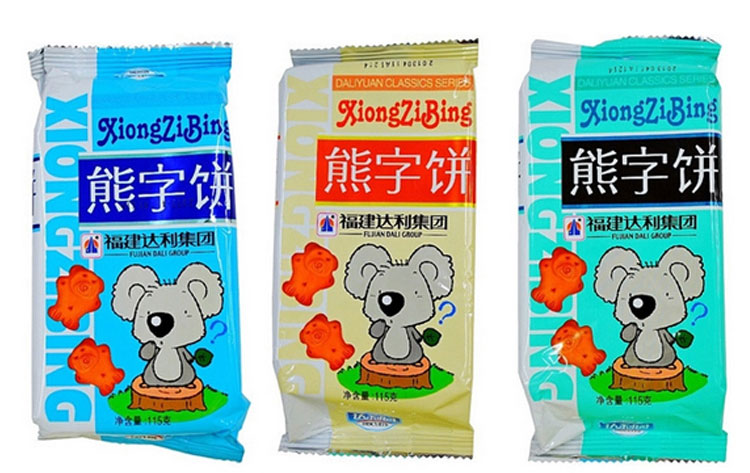 XIONGZIBING
XiongZiBing
熊字饼
福建达利集团
FUJIAN DALI GROUP
?
净含量:115克
DALIYUAN CLASSICS SERIES
XIONGZIBING
XiongZiBing
熊字饼
福建达利集团
FUJIAN DALI GROUP
?
净含量:115克
DALIYUAN CLASSICS SERIES
XIONGZIBING
XiongZiBing
熊字饼
福建达利集团
FUJIAN DALI GROUP
?
净含量:115克